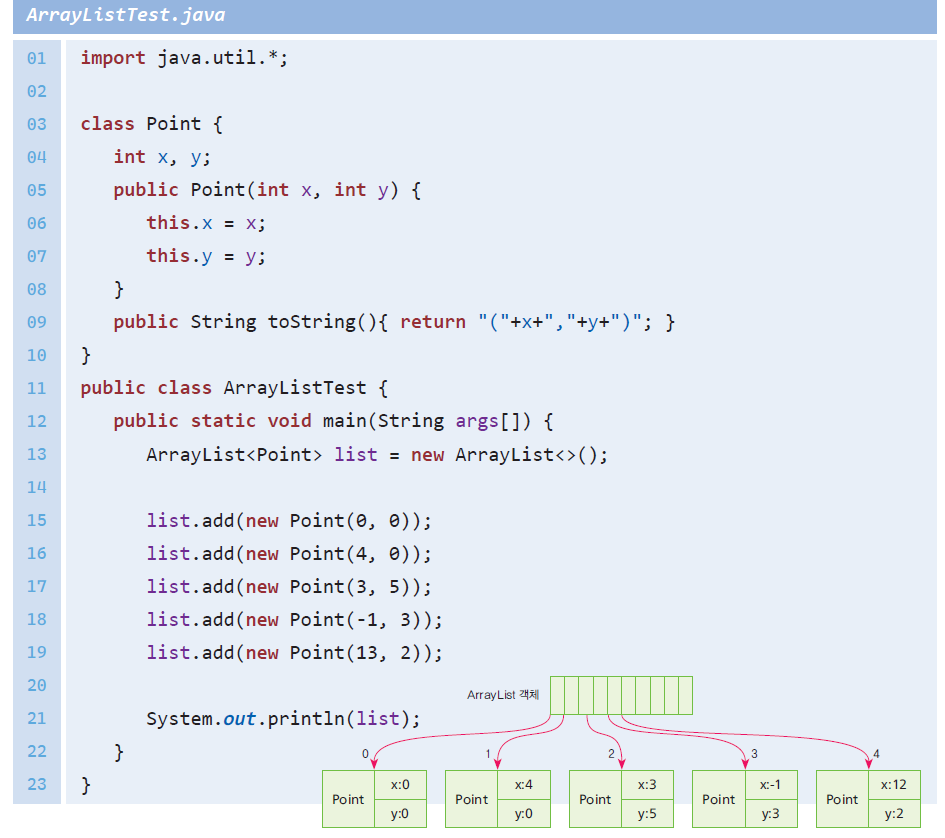 ArrayListTest.java
01 import java.util.*;
02
03 class Point {
04    int x, y;
05    public Point(int x, int y) {
06       this.x = x;
07       this.y = y;
08    }
09    public String toString(){ return "("+x+","+y+")"; }
10 }
11 public class ArrayListTest {
12    public static void main(String args[]) {
13       ArrayList<Point> list = new ArrayList<>();
14
15       list.add(new Point(0, 0));
16       list.add(new Point(4, 0));
17       list.add(new Point(3, 5));
18       list.add(new Point(-1, 3));
19       list.add(new Point(13, 2));
20
ArrayList 객체
21       System.out.println(list);
22    }
23 }
0 1 2 3 4
Point x:0 y:0
Point x:4 y:0
Point x:3 y:5
Point x:-1 y:3
Point x:12 y:2